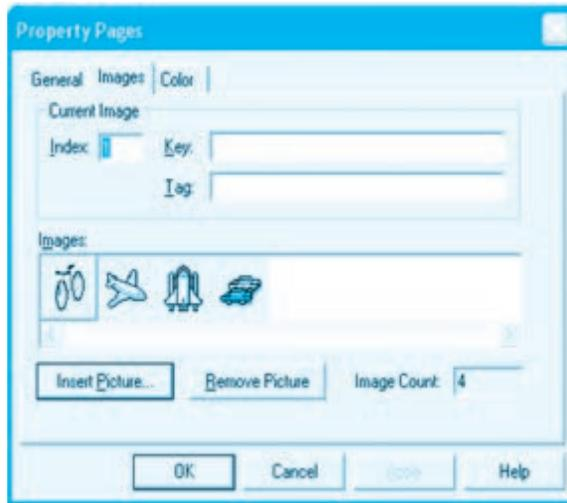 Property Pages
General Images Color
Current Image
Index: 1 Key:
Tag:
Images:
Insert Picture... Remove Picture Image Count: 4
OK Cancel Apply Help